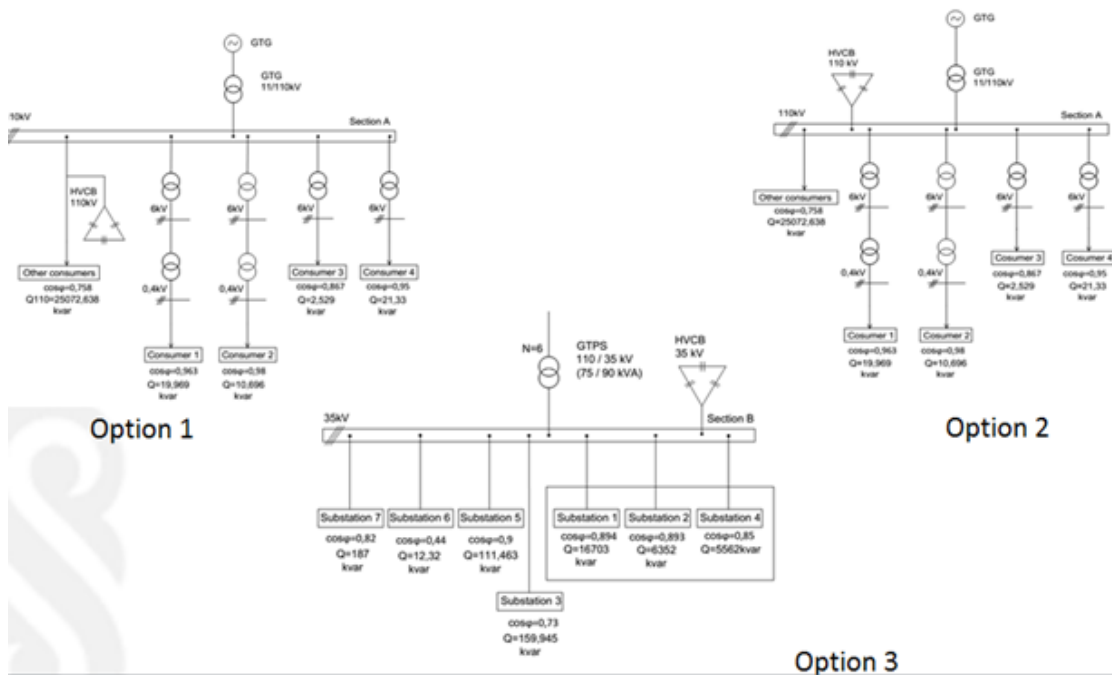 GTG
GTG
11/110kV
10kV
Section A
HVCB
110kV
6kV
6kV
6kV
6kV
0,4kV
0,4kV
Other consumers
cosφ=0,758
Q110=25072,638
kvar
Consumer 3
cosφ=0,867
Q=2,529
kvar
Consumer 4
cosφ=0,95
Q=21,33
kvar
Consumer 1
cosφ=0,963
Q=19,969
kvar
Consumer 2
cosφ=0,98
Q=10,696
kvar
Option 1
GTG
HVCB
110 kV
GTG
11/110kV
110kV
Section A
6kV
6kV
6kV
6kV
0,4kV
0,4kV
Other consumers
cosφ=0,758
Q=25072,638
kvar
Cosumer 3
cosφ=0,867
Q=2,529
kvar
Cosumer 4
cosφ=0,95
Q=21,33
kvar
Cosumer 1
cosφ=0,963
Q=19,969
kvar
Cosumer 2
cosφ=0,98
Q=10,696
kvar
Option 2
N=6
GTPS
110 / 35 kV
(75 / 90 kVA)
HVCB
35 kV
35kV
Section B
Substation 7
cosφ=0,82
Q=187
kvar
Substation 6
cosφ=0,44
Q=12,32
kvar
Substation 5
cosφ=0,9
Q=111,463
kvar
Substation 1
cosφ=0,894
Q=16703
kvar
Substation 2
cosφ=0,893
Q=6352
kvar
Substation 4
cosφ=0,85
Q=5562kvar
Substation 3
cosφ=0,73
Q=159,945
kvar
Option 3